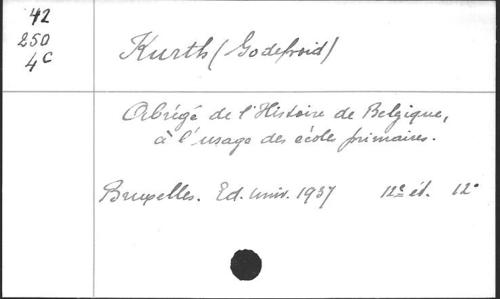 42
250
4C
Kurth (Godefroid)
Abrégé de l'Histoire de Belgique,
à l'usage des écoles primaires.
Bruxelles. Ed. univ. 1937 12e éd. 12°